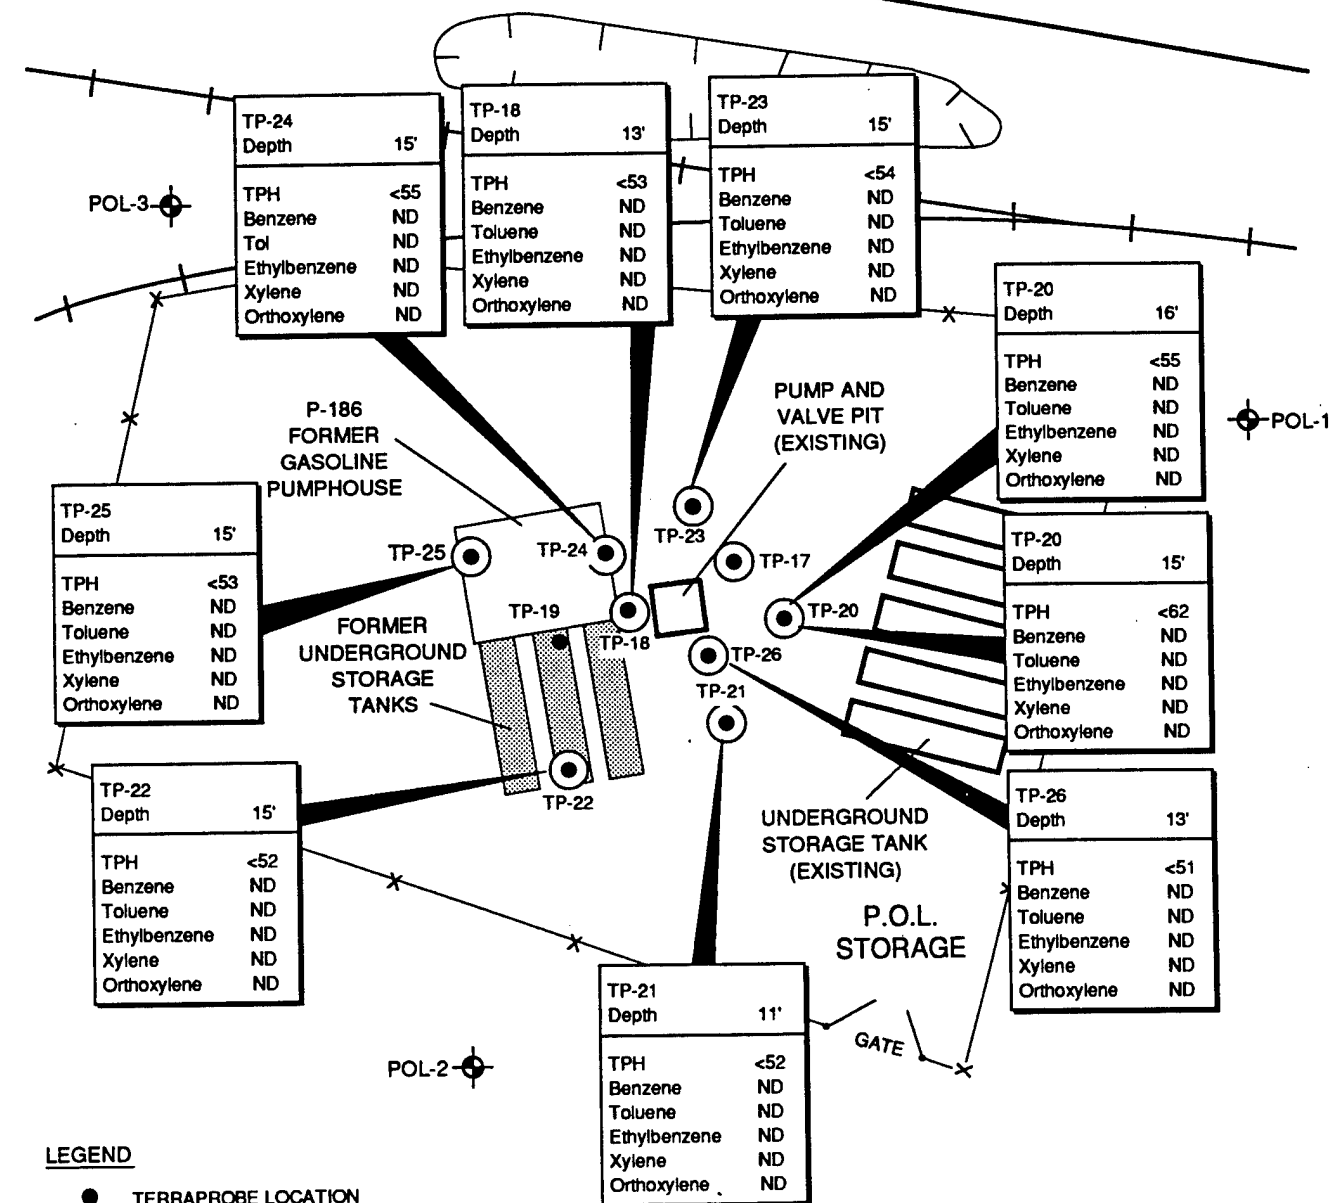 TP-24
Depth 15'
TPH <55
Benzene ND
Tol ND
Ethylbenzene ND
Xylene ND
Orthoxylene ND
TP-18
Depth 13'
TPH <53
Benzene ND
Toluene ND
Ethylbenzene ND
Xylene ND
Orthoxylene ND
TP-23
Depth 15'
TPH <54
Benzene ND
Toluene ND
Ethylbenzene ND
Xylene ND
Orthoxylene ND
POL-3
TP-20
Depth 16'
TPH <55
Benzene ND
Toluene ND
Ethylbenzene ND
Xylene ND
Orthoxylene ND
POL-1
P-186
FORMER
GASOLINE
PUMPHOUSE
PUMP AND
VALVE PIT
(EXISTING)
TP-25
Depth 15'
TPH <53
Benzene ND
Toluene ND
Ethylbenzene ND
Xylene ND
Orthoxylene ND
TP-25
TP-24
TP-23
TP-17
TP-19
TP-18
TP-20
TP-26
TP-21
FORMER
UNDERGROUND
STORAGE
TANKS
TP-20
Depth 15'
TPH <62
Benzene ND
Toluene ND
Ethylbenzene ND
Xylene ND
Orthoxylene ND
TP-22
Depth 15'
TPH <52
Benzene ND
Toluene ND
Ethylbenzene ND
Xylene ND
Orthoxylene ND
TP-22
UNDERGROUND
STORAGE TANK
(EXISTING)
TP-26
Depth 13'
TPH <51
Benzene ND
Toluene ND
Ethylbenzene ND
Xylene ND
Orthoxylene ND
P.O.L.
STORAGE
TP-21
Depth 11'
TPH <52
Benzene ND
Toluene ND
Ethylbenzene ND
Xylene ND
Orthoxylene ND
GATE
POL-2
LEGEND
TERRAPROBE LOCATION